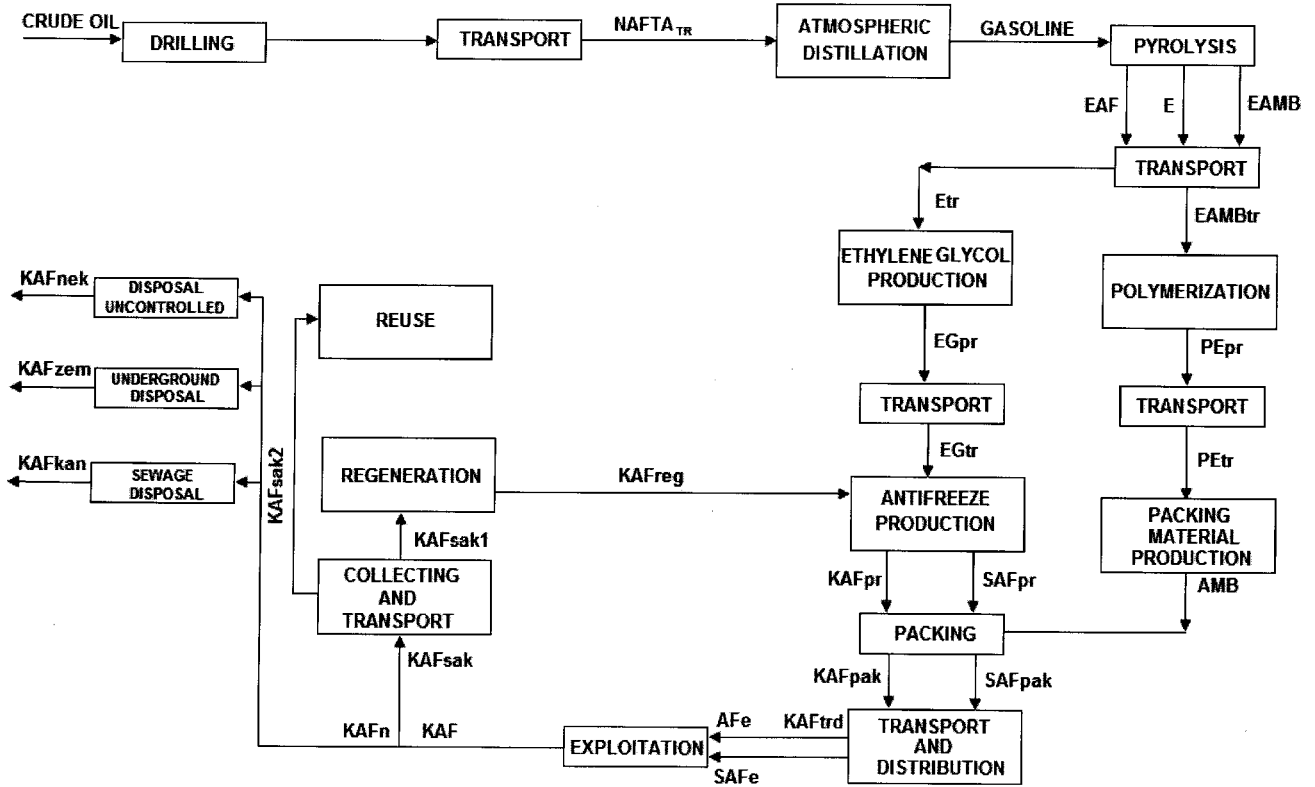 CRUDE OIL
DRILLING
TRANSPORT
NAFTA TR
ATMOSPHERIC
DISTILLATION
GASOLINE
PYROLYSIS
EAF
E
EAMB
TRANSPORT
Etr
EAMBtr
ETHYLENE GLYCOL
PRODUCTION
POLYMERIZATION
KAFnek
DISPOSAL
UNCONTROLLED
REUSE
EGpr
PEpr
KAFzem
UNDERGROUND
DISPOSAL
TRANSPORT
TRANSPORT
KAFkan
SEWAGE
DISPOSAL
KAFsak2
REGENERATION
KAFreg
EGtr
PEtr
ANTIFREEZE
PRODUCTION
PACKING
MATERIAL
PRODUCTION
KAFsak1
COLLECTING
AND
TRANSPORT
KAFpr
SAFpr
AMB
PACKING
KAFsak
KAFpak
SAFpak
KAFn
KAF
EXPLOITATION
AFe
KAFtrd
SAFe
TRANSPORT
AND
DISTRIBUTION